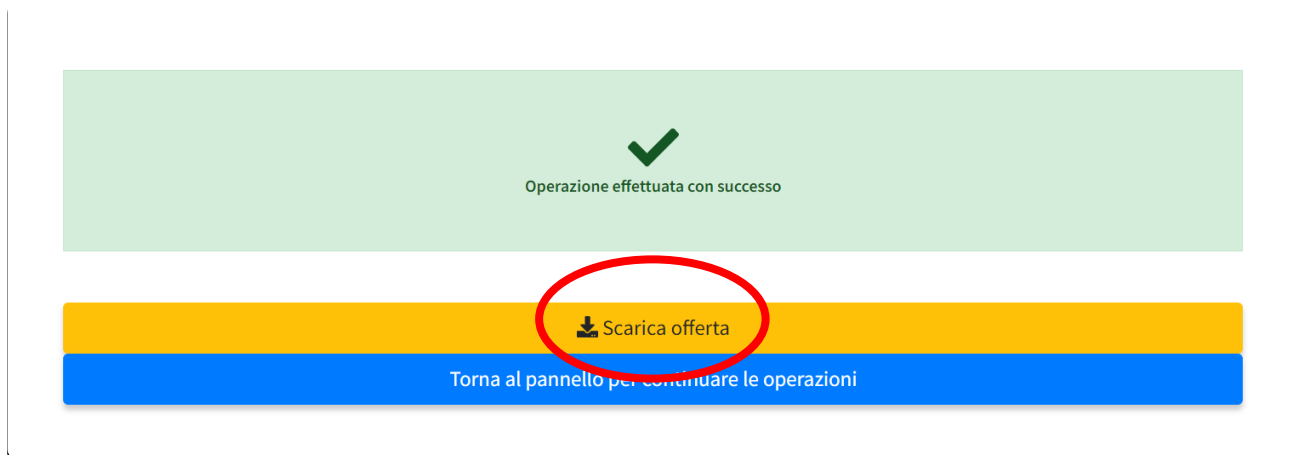 Operazione effettuata con successo
Scarica offerta
Torna al pannello per continuare le operazioni